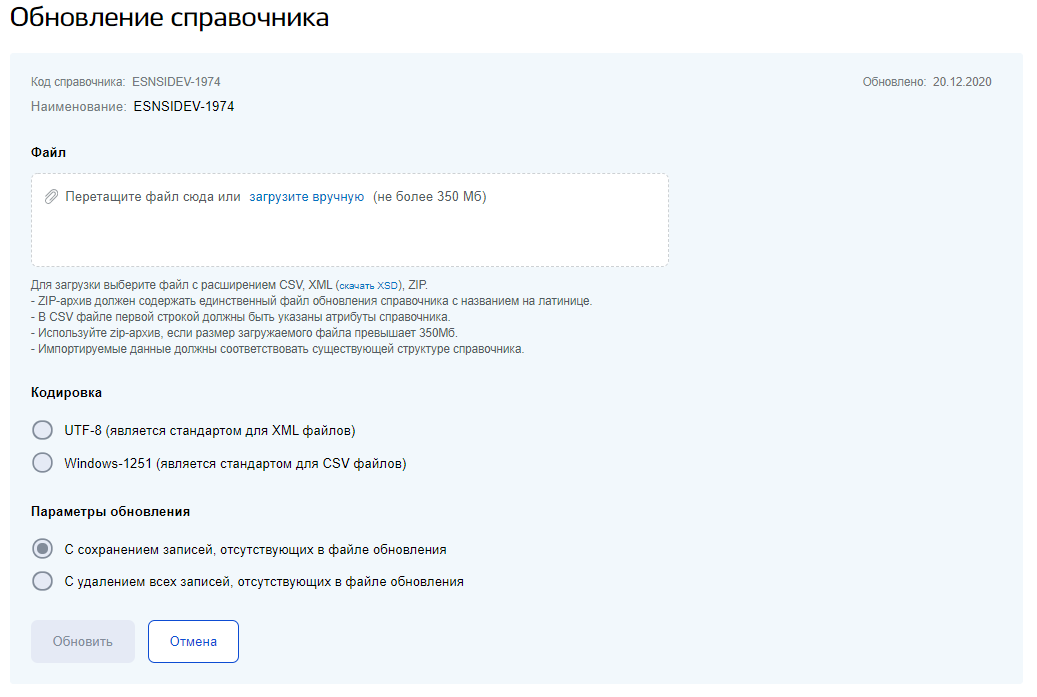 Обновление справочника
Код справочника: ESNSIDEV-1974
Обновлено: 20.12.2020
Наименование: ESNSIDEV-1974
Файл
Перетащите файл сюда или загрузите вручную (не более 350 Мб)
Для загрузки выберите файл с расширением CSV, XML (скачать XSD), ZIP.
- ZIP-архив должен содержать единственный файл обновления справочника с названием на латинице.
- В CSV файле первой строкой должны быть указаны атрибуты справочника.
- Используйте zip-архив, если размер загружаемого файла превышает 350Мб.
- Импортируемые данные должны соответствовать существующей структуре справочника.
Кодировка
UTF-8 (является стандартом для XML файлов)
Windows-1251 (является стандартом для CSV файлов)
Параметры обновления
С сохранением записей, отсутствующих в файле обновления
С удалением всех записей, отсутствующих в файле обновления
Обновить
Отмена